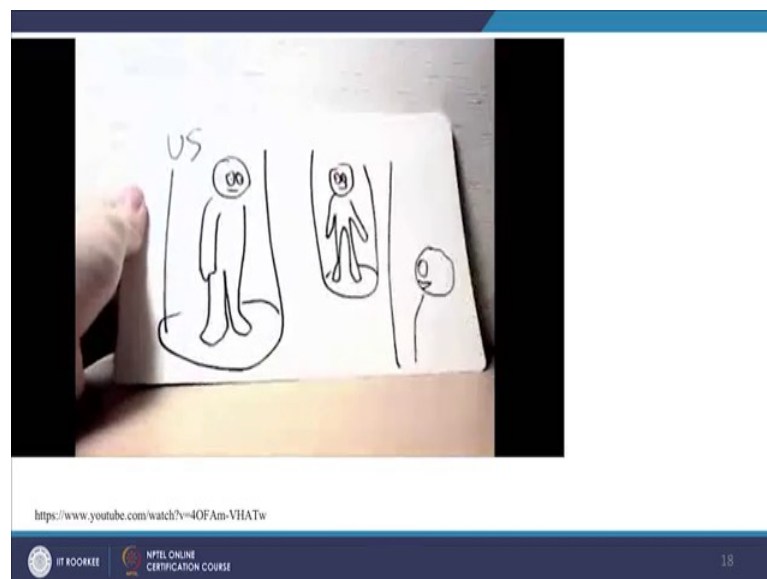 US
https://www.youtube.com/watch?v=4OFAm-VHATw
IIT ROORKEE
NPTEL ONLINE
CERTIFICATION COURSE
18